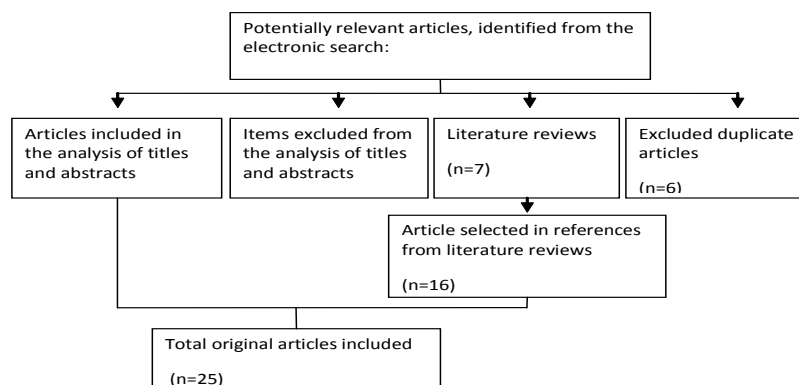 Potentially relevant articles, identified from the
electronic search:
Articles included in
the analysis of titles
and abstracts
Items excluded from
the analysis of titles
and abstracts
Literature reviews
(n=7)
Excluded duplicate
articles
(n=6)
Article selected in references
from literature reviews
(n=16)
Total original articles included
(n=25)